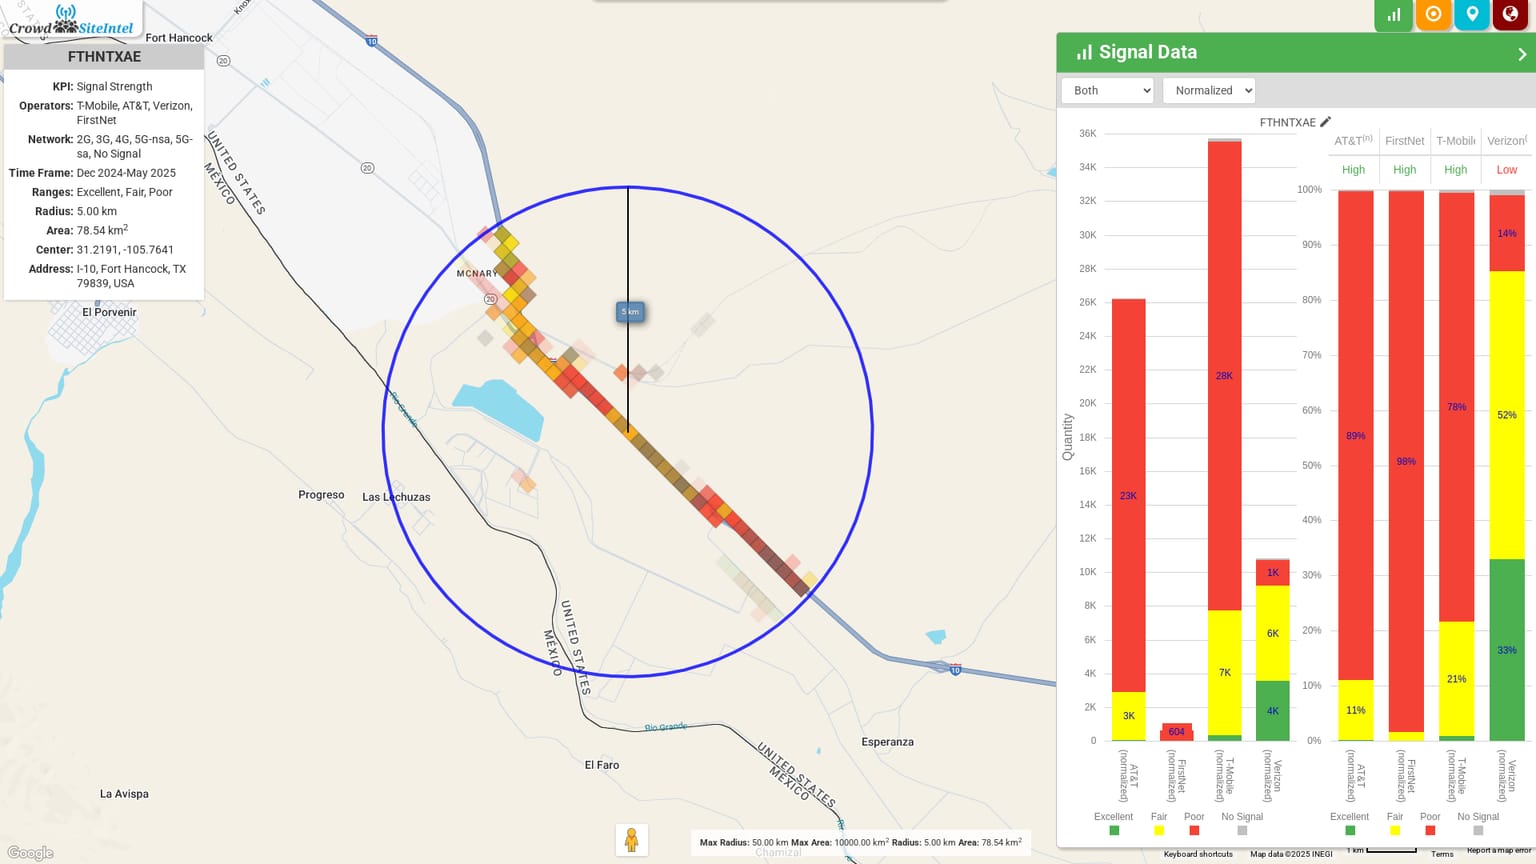 Crowd SiteIntel
FTHNTXAE
KPI: Signal Strength
Operators: T-Mobile, AT&T, Verizon,
FirstNet
Network: 2G, 3G, 4G, 5G-nsa, 5G-
sa, No Signal
Time Frame: Dec 2024-May 2025
Ranges: Excellent, Fair, Poor
Radius: 5.00 km
Area: 78.54 km²
Center: 31.2191, -105.7641
Address: I-10, Fort Hancock, TX
79839, USA
Fort Hancock
10
20
20
UNITED STATES
MÉXICO
MCNARY
20
5 km
El Porvenir
Rio Grande
Progreso
Las Lechuzas
UNITED STATES
MÉXICO
10
Rio Grande
Esperanza
El Faro
UNITED STATES
MÉXICO
La Avispa
Chamizal
Google
Max Radius: 50.00 km Max Area: 10000.00 km² Radius: 5.00 km Area: 78.54 km²
Signal Data
Both
Normalized
FTHNTXAE
36K
34K
32K
30K
28K
26K
24K
22K
20K
18K
16K
14K
12K
10K
8K
6K
4K
2K
0
Quantity
23K
3K
604
28K
7K
1K
6K
4K
AT&T (normalized)
FirstNet (normalized)
T-Mobile (normalized)
Verizon (normalized)
Excellent Fair Poor No Signal
AT&T(n) FirstNet T-Mobile Verizon(
High High High Low
100%
90%
80%
70%
60%
50%
40%
30%
20%
10%
0%
89%
11%
98%
78%
21%
14%
52%
33%
AT&T (normalized)
FirstNet (normalized)
T-Mobile (normalized)
Verizon (normalized)
Excellent Fair Poor No Signal
Keyboard shortcuts Map data ©2025 INEGI 1 km Terms Report a map error